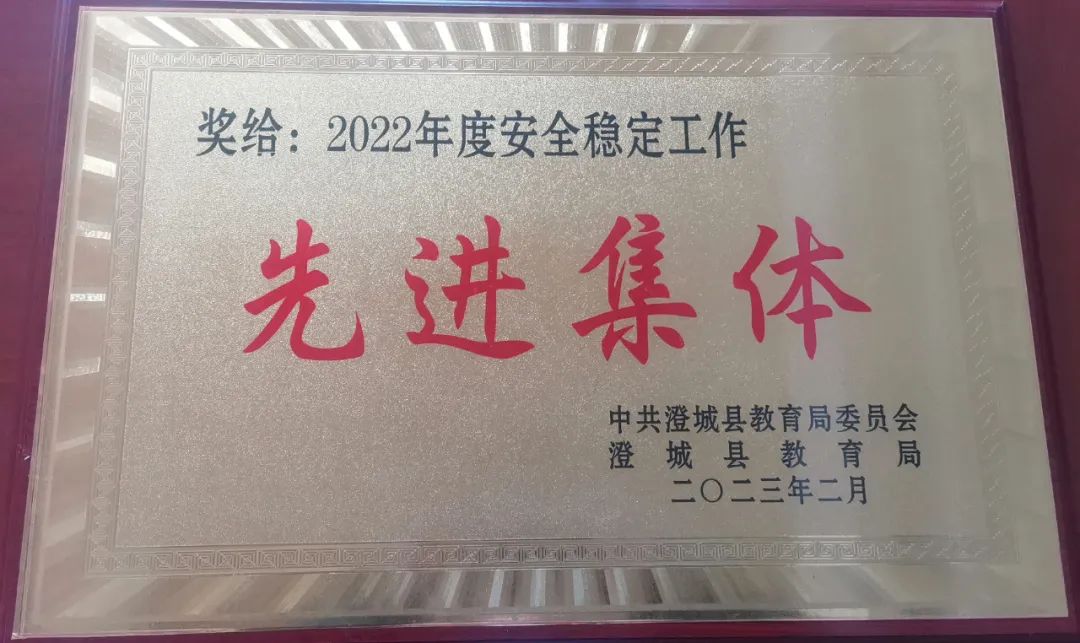 奖给：2022年度安全稳定工作
先进集体
中共澄城县教育局委员会
澄城县教育局
二〇二三年二月